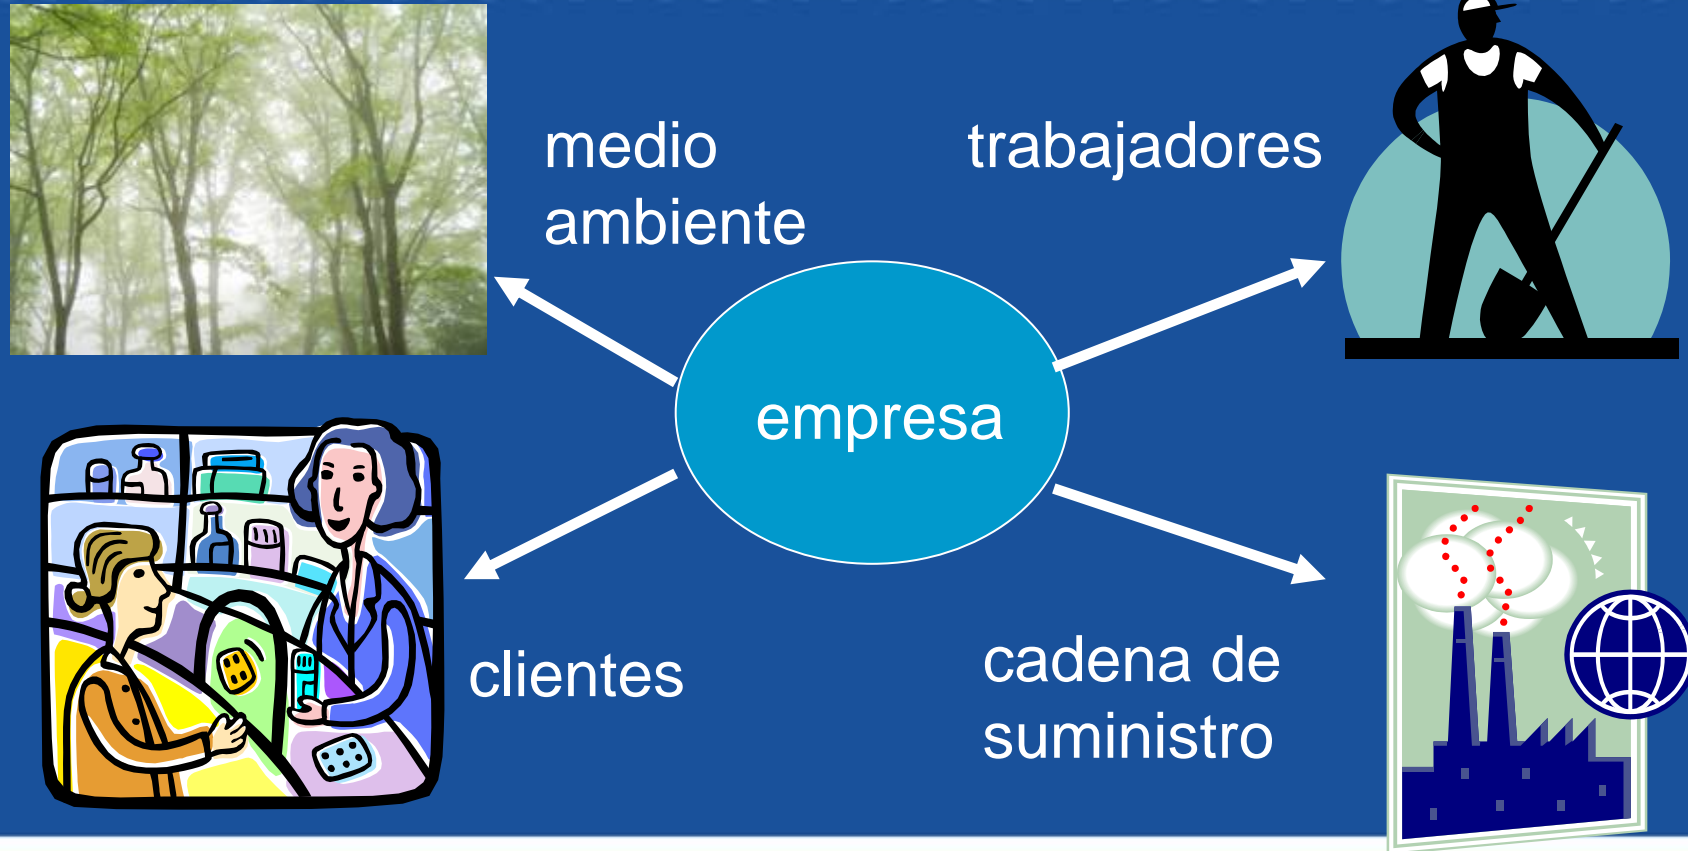 medio
ambiente
trabajadores
empresa
clientes
cadena de
suministro